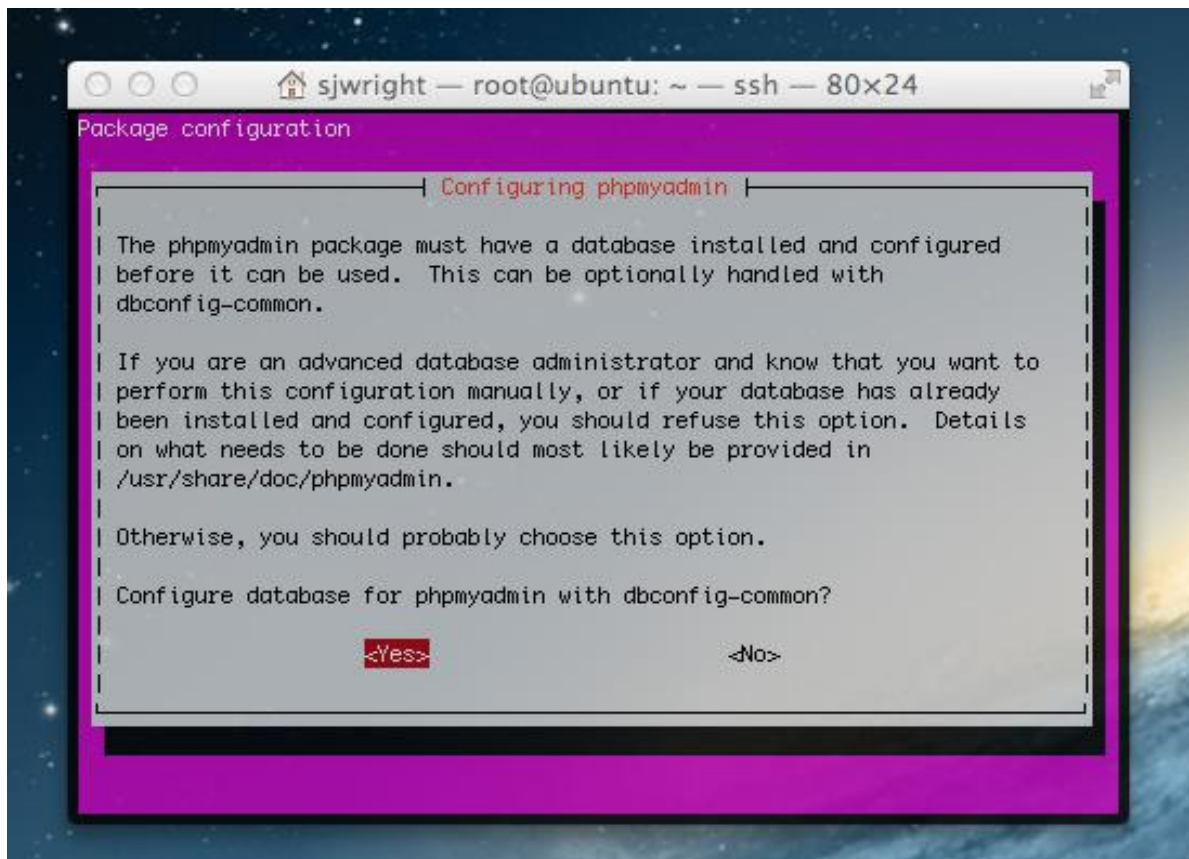 sjwright — root@ubuntu: ~ — ssh — 80×24
Package configuration
Configuring phpmyadmin
The phpmyadmin package must have a database installed and configured
before it can be used.  This can be optionally handled with
dbconfig-common.
If you are an advanced database administrator and know that you want to
perform this configuration manually, or if your database has already
been installed and configured, you should refuse this option.  Details
on what needs to be done should most likely be provided in
/usr/share/doc/phpmyadmin.
Otherwise, you should probably choose this option.
Configure database for phpmyadmin with dbconfig-common?
<Yes> <No>